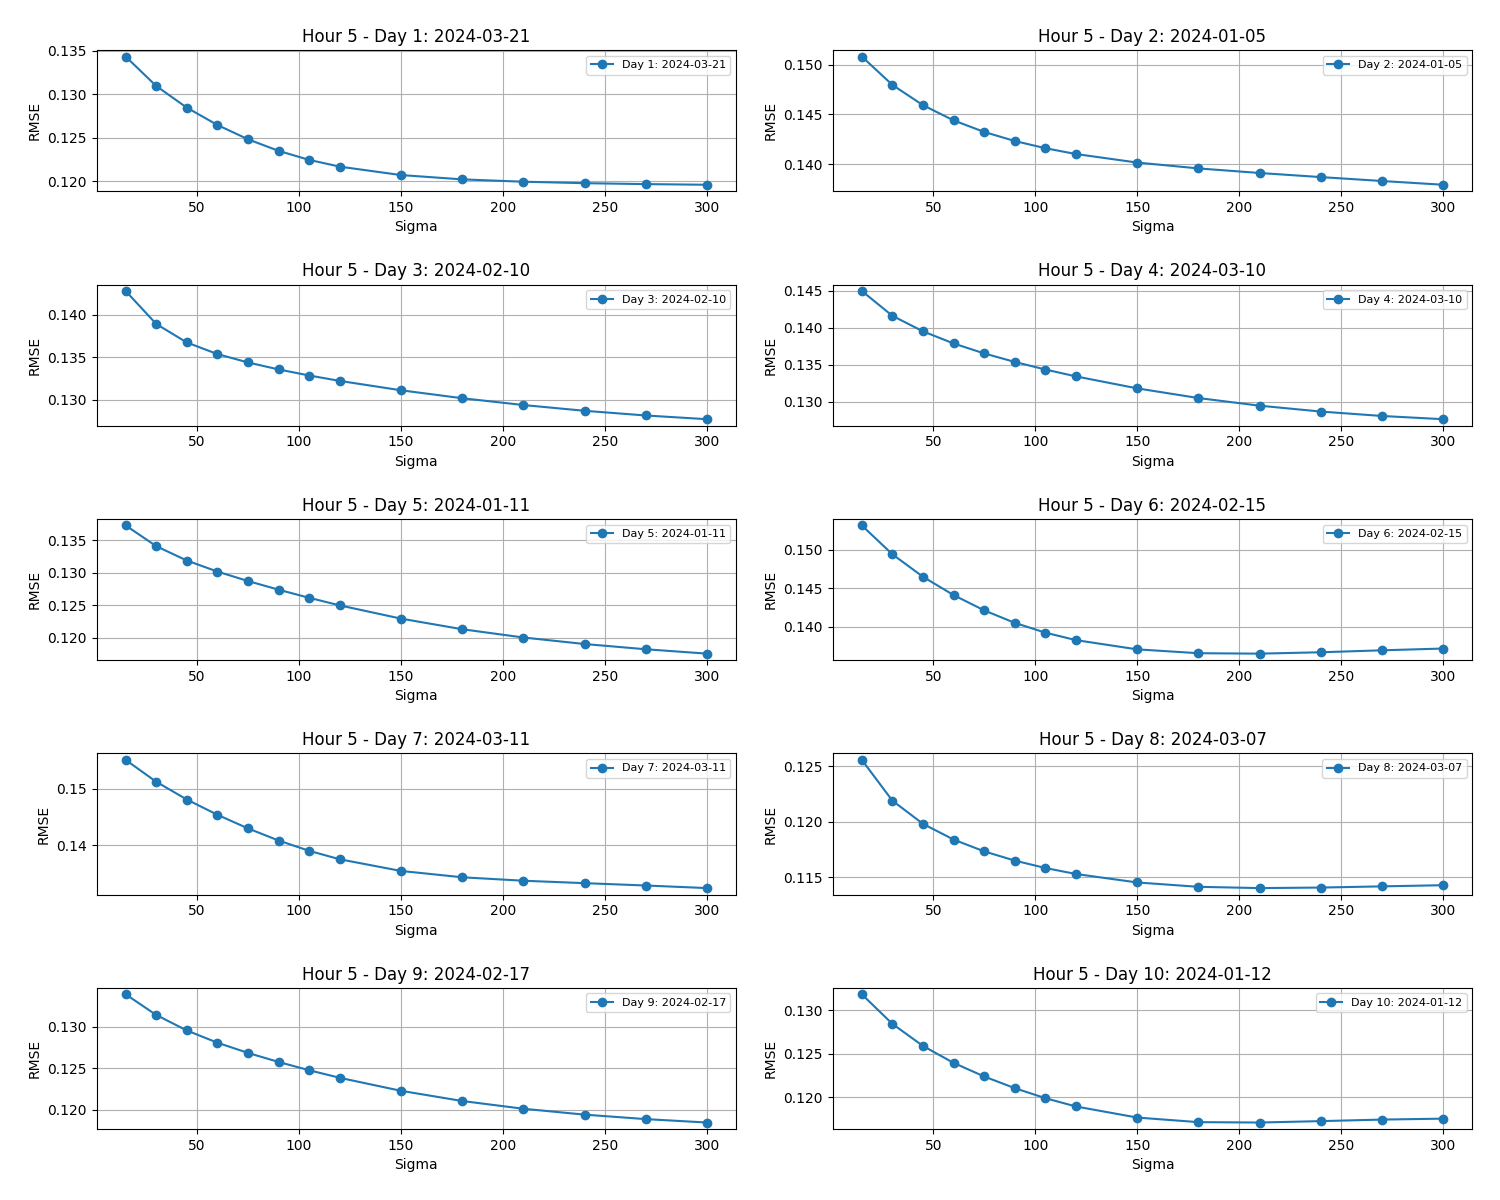 Hour 5 - Day 1: 2024-03-21
0.135
0.130
0.125
0.120
RMSE
Day 1: 2024-03-21
50 100 150 200 250 300
Sigma
Hour 5 - Day 2: 2024-01-05
0.150
0.145
0.140
RMSE
Day 2: 2024-01-05
50 100 150 200 250 300
Sigma
Hour 5 - Day 3: 2024-02-10
0.140
0.135
0.130
RMSE
Day 3: 2024-02-10
50 100 150 200 250 300
Sigma
Hour 5 - Day 4: 2024-03-10
0.145
0.140
0.135
0.130
RMSE
Day 4: 2024-03-10
50 100 150 200 250 300
Sigma
Hour 5 - Day 5: 2024-01-11
0.135
0.130
0.125
0.120
RMSE
Day 5: 2024-01-11
50 100 150 200 250 300
Sigma
Hour 5 - Day 6: 2024-02-15
0.150
0.145
0.140
RMSE
Day 6: 2024-02-15
50 100 150 200 250 300
Sigma
Hour 5 - Day 7: 2024-03-11
0.15
0.14
RMSE
Day 7: 2024-03-11
50 100 150 200 250 300
Sigma
Hour 5 - Day 8: 2024-03-07
0.125
0.120
0.115
RMSE
Day 8: 2024-03-07
50 100 150 200 250 300
Sigma
Hour 5 - Day 9: 2024-02-17
0.130
0.125
0.120
RMSE
Day 9: 2024-02-17
50 100 150 200 250 300
Sigma
Hour 5 - Day 10: 2024-01-12
0.130
0.125
0.120
RMSE
Day 10: 2024-01-12
50 100 150 200 250 300
Sigma